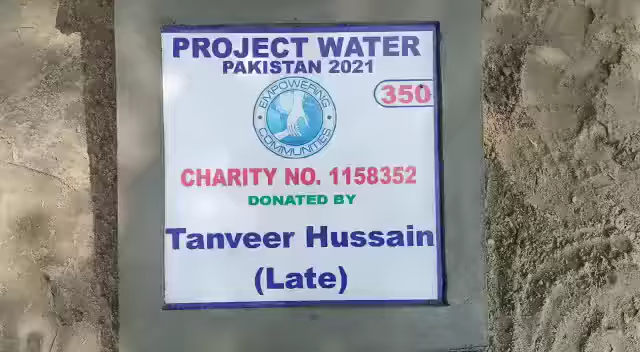 PROJECT WATER
PAKISTAN 2021
350
EMPOWERING
COMMUNITIES
CHARITY NO. 1158352
DONATED BY
Tanveer Hussain
(Late)